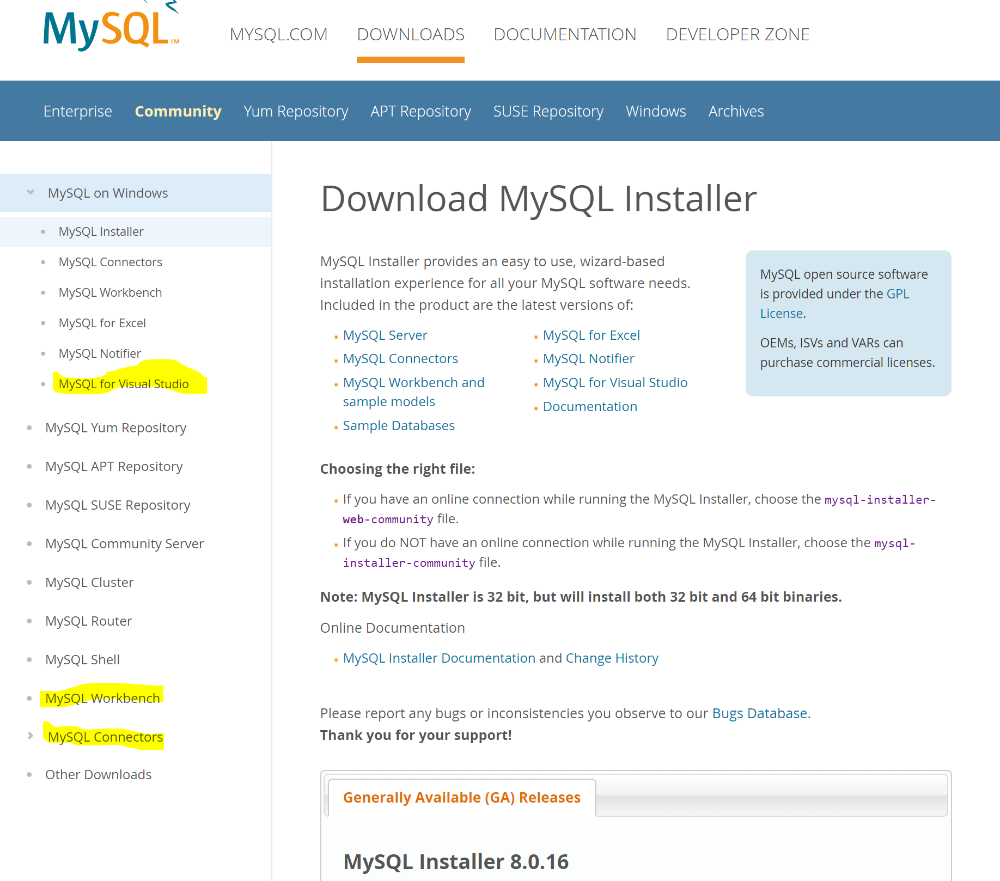 MySQL™
MYSQL.COM DOWNLOADS DOCUMENTATION DEVELOPER ZONE
Enterprise Community Yum Repository APT Repository SUSE Repository Windows Archives
MySQL on Windows
MySQL Installer
MySQL Connectors
MySQL Workbench
MySQL for Excel
MySQL Notifier
MySQL for Visual Studio
MySQL Yum Repository
MySQL APT Repository
MySQL SUSE Repository
MySQL Community Server
MySQL Cluster
MySQL Router
MySQL Shell
MySQL Workbench
MySQL Connectors
Other Downloads
Download MySQL Installer
MySQL Installer provides an easy to use, wizard-based
installation experience for all your MySQL software needs.
Included in the product are the latest versions of:
MySQL Server
MySQL Connectors
MySQL Workbench and
sample models
Sample Databases
MySQL for Excel
MySQL Notifier
MySQL for Visual Studio
Documentation
MySQL open source software
is provided under the GPL
License.
OEMs, ISVs and VARs can
purchase commercial licenses.
Choosing the right file:
If you have an online connection while running the MySQL Installer, choose the mysql-installer-
web-community file.
If you do NOT have an online connection while running the MySQL Installer, choose the mysql-
installer-community file.
Note: MySQL Installer is 32 bit, but will install both 32 bit and 64 bit binaries.
Online Documentation
MySQL Installer Documentation and Change History
Please report any bugs or inconsistencies you observe to our Bugs Database.
Thank you for your support!
Generally Available (GA) Releases
MySQL Installer 8.0.16